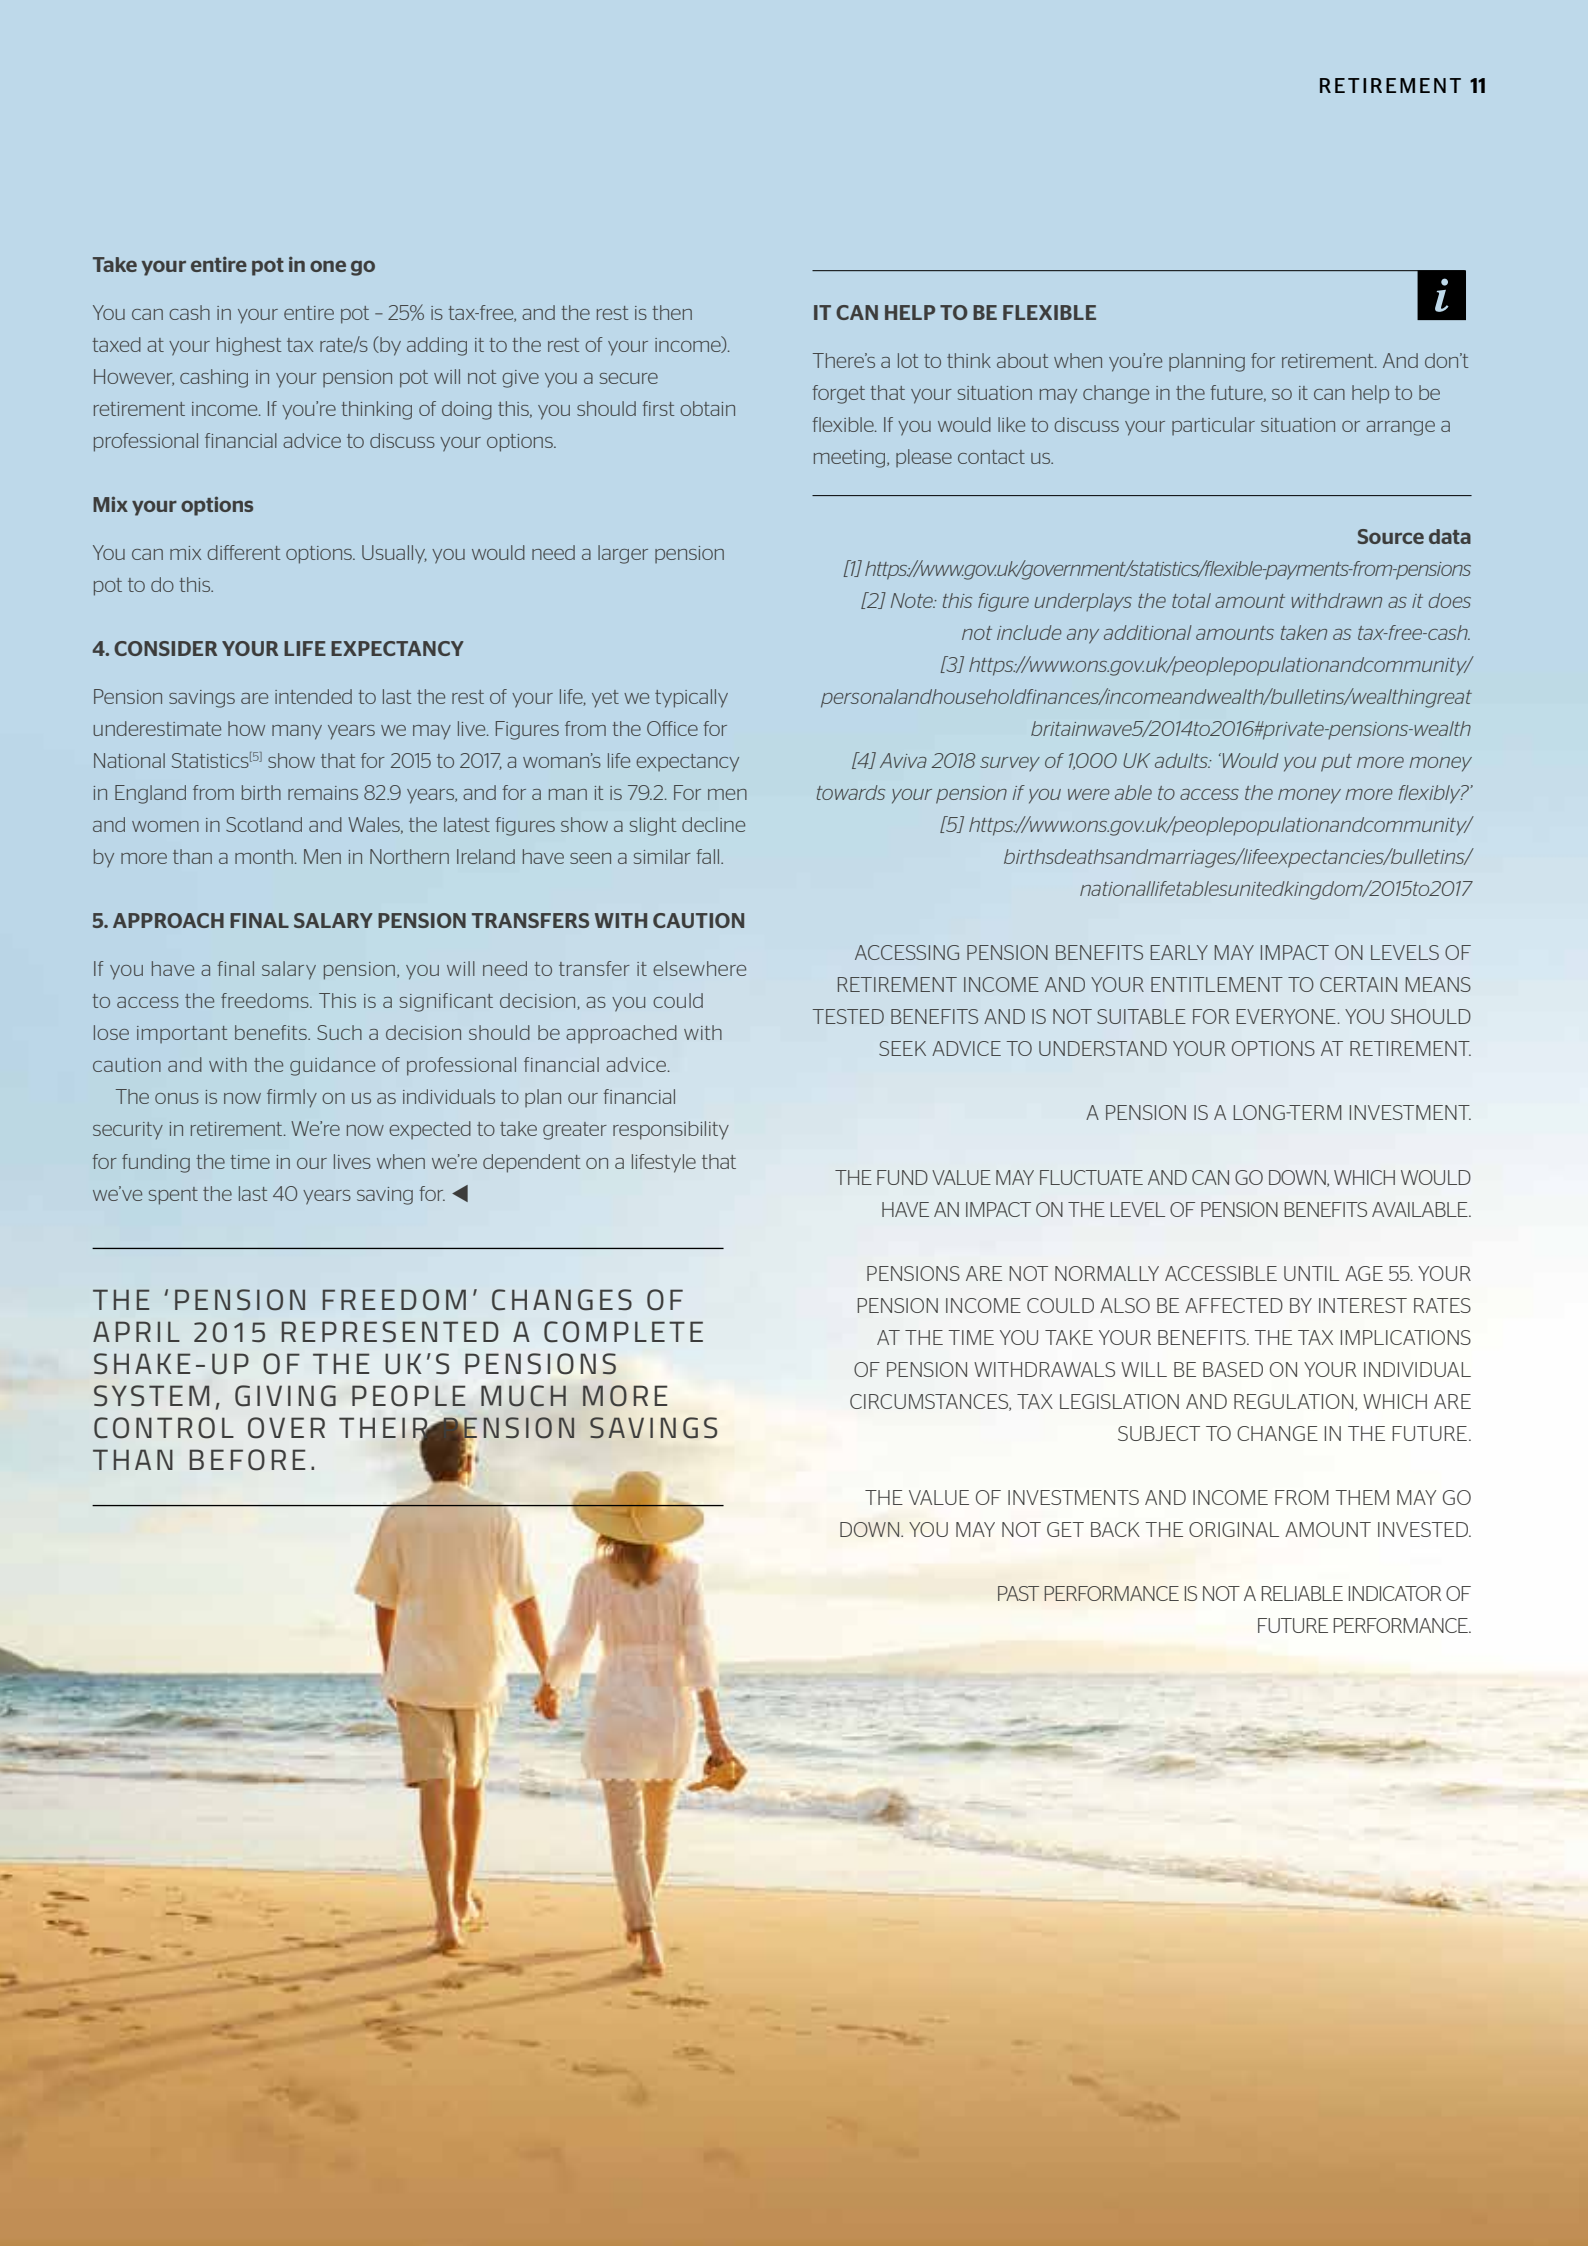 RETIREMENT 11
Take your entire pot in one go
You can cash in your entire pot – 25% is tax-free, and the rest is then
taxed at your highest tax rate/s (by adding it to the rest of your income).
However, cashing in your pension pot will not give you a secure
retirement income. If you're thinking of doing this, you should first obtain
professional financial advice to discuss your options.
Mix your options
You can mix different options. Usually, you would need a larger pension
pot to do this.
4. CONSIDER YOUR LIFE EXPECTANCY
Pension savings are intended to last the rest of your life, yet we typically
underestimate how many years we may live. Figures from the Office for
National Statistics[5] show that for 2015 to 2017, a woman's life expectancy
in England from birth remains 82.9 years, and for a man it is 79.2. For men
and women in Scotland and Wales, the latest figures show a slight decline
by more than a month. Men in Northern Ireland have seen a similar fall.
5. APPROACH FINAL SALARY PENSION TRANSFERS WITH CAUTION
If you have a final salary pension, you will need to transfer it elsewhere
to access the freedoms. This is a significant decision, as you could
lose important benefits. Such a decision should be approached with
caution and with the guidance of professional financial advice.
The onus is now firmly on us as individuals to plan our financial
security in retirement. We're now expected to take greater responsibility
for funding the time in our lives when we're dependent on a lifestyle that
we've spent the last 40 years saving for. ◀
THE ‘PENSION FREEDOM’ CHANGES OF
APRIL 2015 REPRESENTED A COMPLETE
SHAKE-UP OF THE UK’S PENSIONS
SYSTEM, GIVING PEOPLE MUCH MORE
CONTROL OVER THEIR PENSION SAVINGS
THAN BEFORE.
i
IT CAN HELP TO BE FLEXIBLE
There's a lot to think about when you're planning for retirement. And don't
forget that your situation may change in the future, so it can help to be
flexible. If you would like to discuss your particular situation or arrange a
meeting, please contact us.
Source data
[1] https://www.gov.uk/government/statistics/flexible-payments-from-pensions
[2] Note: this figure underplays the total amount withdrawn as it does
not include any additional amounts taken as tax-free-cash.
[3] https://www.ons.gov.uk/peoplepopulationandcommunity/
personalandhouseholdfinances/incomeandwealth/bulletins/wealthingreat
britainwave5/2014to2016#private-pensions-wealth
[4] Aviva 2018 survey of 1,000 UK adults: ‘Would you put more money
towards your pension if you were able to access the money more flexibly?’
[5] https://www.ons.gov.uk/peoplepopulationandcommunity/
birthsdeathsandmarriages/lifeexpectancies/bulletins/
nationallifetablesunitedkingdom/2015to2017
ACCESSING PENSION BENEFITS EARLY MAY IMPACT ON LEVELS OF
RETIREMENT INCOME AND YOUR ENTITLEMENT TO CERTAIN MEANS
TESTED BENEFITS AND IS NOT SUITABLE FOR EVERYONE. YOU SHOULD
SEEK ADVICE TO UNDERSTAND YOUR OPTIONS AT RETIREMENT.
A PENSION IS A LONG-TERM INVESTMENT.
THE FUND VALUE MAY FLUCTUATE AND CAN GO DOWN, WHICH WOULD
HAVE AN IMPACT ON THE LEVEL OF PENSION BENEFITS AVAILABLE.
PENSIONS ARE NOT NORMALLY ACCESSIBLE UNTIL AGE 55. YOUR
PENSION INCOME COULD ALSO BE AFFECTED BY INTEREST RATES
AT THE TIME YOU TAKE YOUR BENEFITS. THE TAX IMPLICATIONS
OF PENSION WITHDRAWALS WILL BE BASED ON YOUR INDIVIDUAL
CIRCUMSTANCES, TAX LEGISLATION AND REGULATION, WHICH ARE
SUBJECT TO CHANGE IN THE FUTURE.
THE VALUE OF INVESTMENTS AND INCOME FROM THEM MAY GO
DOWN. YOU MAY NOT GET BACK THE ORIGINAL AMOUNT INVESTED.
PAST PERFORMANCE IS NOT A RELIABLE INDICATOR OF
FUTURE PERFORMANCE.